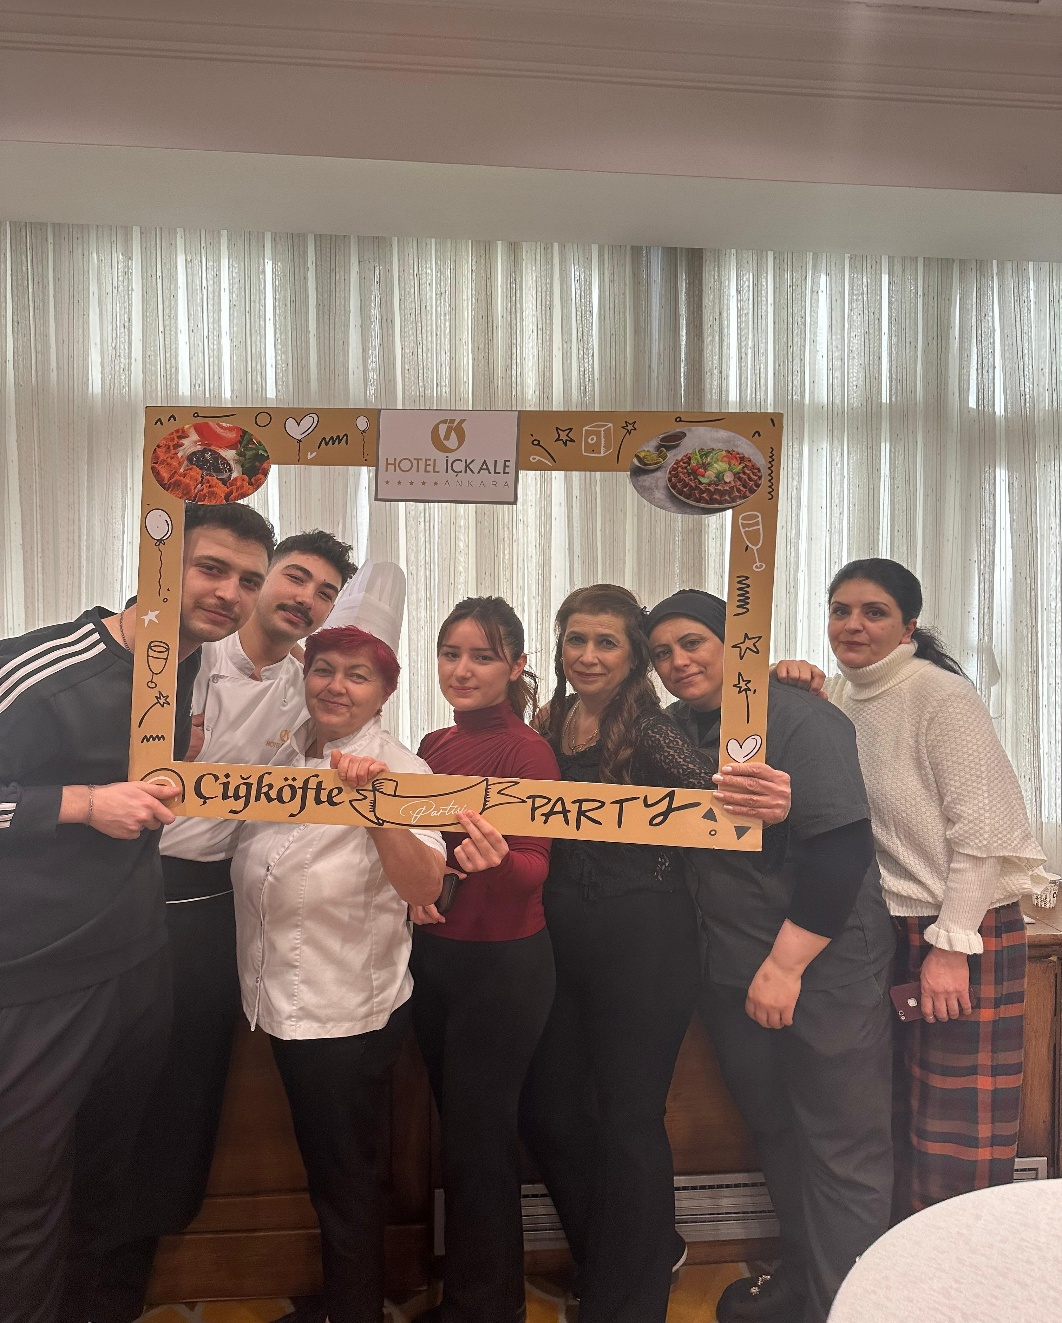 HOTEL İÇKALE
ANKARA
Çiğköfte
Partisi
PARTY